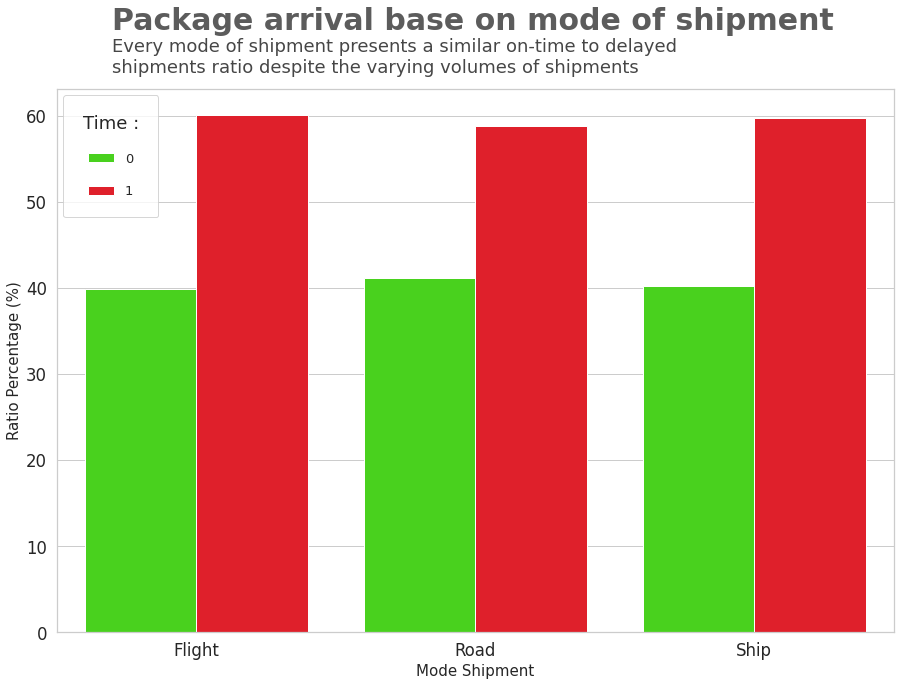 Package arrival base on mode of shipment
Every mode of shipment presents a similar on-time to delayed
shipments ratio despite the varying volumes of shipments
Time :
0
1
60
50
40
30
20
10
0
Ratio Percentage (%)
Flight
Road
Ship
Mode Shipment